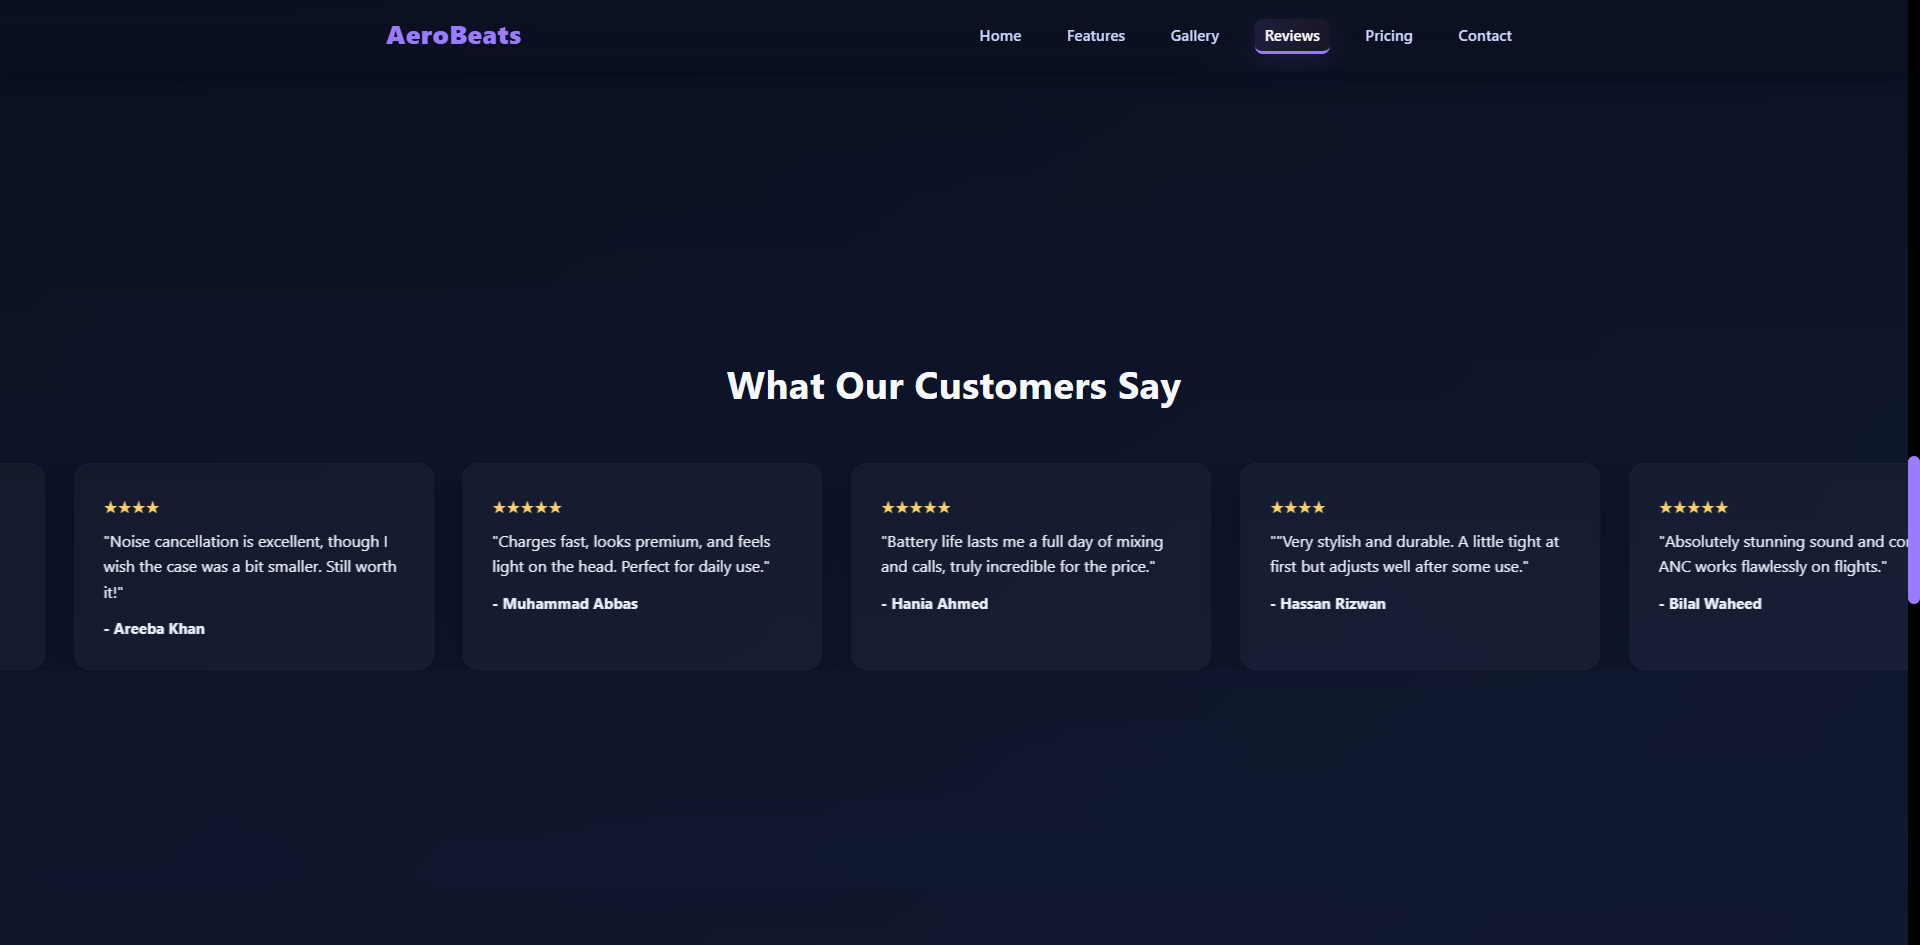 AeroBeats
Home
Features
Gallery
Reviews
Pricing
Contact
What Our Customers Say
★★★★
"Noise cancellation is excellent, though I
wish the case was a bit smaller. Still worth
it!"
- Areeba Khan
★★★★★
"Charges fast, looks premium, and feels
light on the head. Perfect for daily use."
- Muhammad Abbas
★★★★★
"Battery life lasts me a full day of mixing
and calls, truly incredible for the price."
- Hania Ahmed
★★★★
""Very stylish and durable. A little tight at
first but adjusts well after some use."
- Hassan Rizwan
★★★★★
"Absolutely stunning sound and
ANC works flawlessly on flights."
- Bilal Waheed